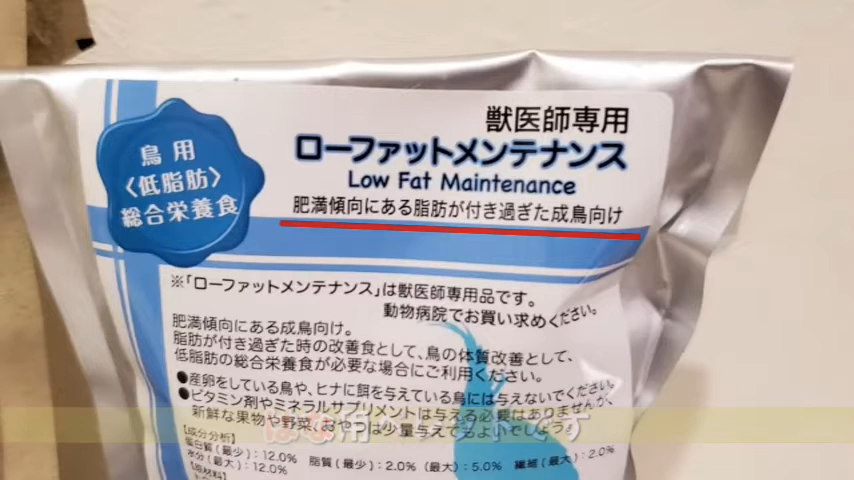 鳥用
〈低脂肪〉
総合栄養食
獣医師専用
ローファットメンテナンス
Low Fat Maintenance
肥満傾向にある脂肪が付き過ぎた成鳥向け
※「ローファットメンテナンス」は獣医師専用品です。
動物病院でお買い求めください。
肥満傾向にある成鳥向け。
脂肪が付き過ぎた時の改善食として、鳥の体質改善として、
低脂肪の総合栄養食が必要な場合にご利用ください。
●産卵をしている鳥や、ヒナに餌を与えている鳥には与えないでください。
●ビタミン剤やミネラルサプリメントは与える必要はありませんが、
新鮮な果物や野菜、おやつは少量与えてもよいでしょう。
【成分分析】
蛋白質(最少):12.0% 脂質(最少):2.0%(最大):5.0% 繊維(最大):2.0%
水分(最大):12.0%
【原材料】